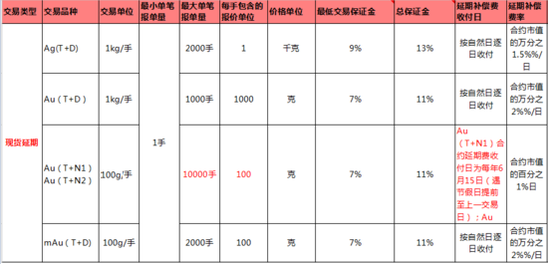 交易类型 交易品种 交易单位 最小单笔报单量 最大单笔报单量 每手包含的报价单位 价格单位 最低交易保证金 总保证金 延期补偿费收付日 延期补偿费率
现货延期
1手
Ag(T+D) 1kg/手 2000手 1 千克 9% 13% 按自然日逐日收付 合约市值的万分之1.5%%/日
Au（T+D） 1kg/手 1000手 1000 克 7% 11% 按自然日逐日收付 合约市值的万分之2%%/日
Au（T+N1）
Au（T+N2）
100g/手 10000手 100 克 7% 11%
Au
（T+N1）合
约延期费收
付日为每年6
月15日（遇
节假日提前
至上一交易
日）；Au
合约市值的百分之1%日
mAu（T+D） 100g/手 2000手 100 克 7% 11% 按自然日逐日收付 合约市值的万分之2%%/日